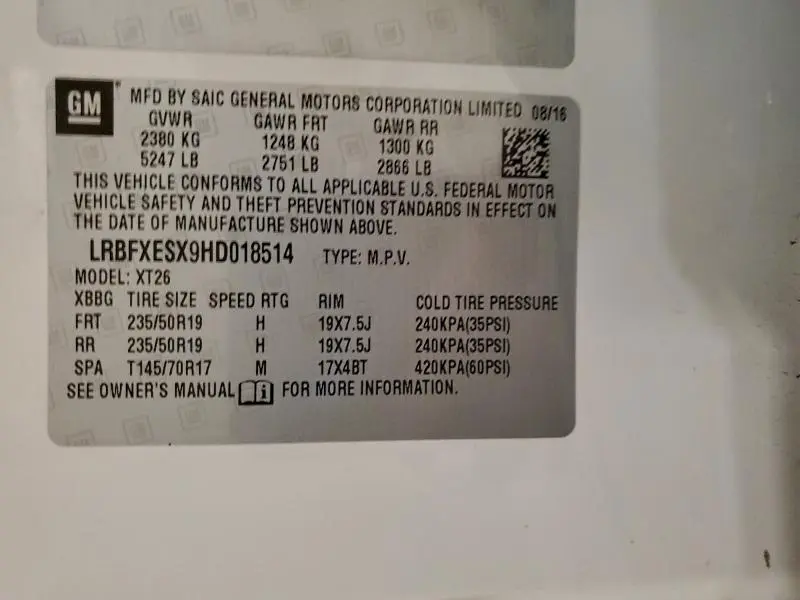 GM
MFD BY SAIC GENERAL MOTORS CORPORATION LIMITED 08/16
GVWR GAWR FRT GAWR RR
2380 KG 1248 KG 1300 KG
5247 LB 2751 LB 2866 LB
THIS VEHICLE CONFORMS TO ALL APPLICABLE U.S. FEDERAL MOTOR
VEHICLE SAFETY AND THEFT PREVENTION STANDARDS IN EFFECT ON
THE DATE OF MANUFACTURE SHOWN ABOVE.
LRBFXESX9HD018514 TYPE: M.P.V.
MODEL: XT26
XBBG TIRE SIZE SPEED RTG RIM COLD TIRE PRESSURE
FRT 235/50R19 H 19X7.5J 240KPA(35PSI)
RR 235/50R19 H 19X7.5J 240KPA(35PSI)
SPA T145/70R17 M 17X4BT 420KPA(60PSI)
SEE OWNER'S MANUAL i FOR MORE INFORMATION.